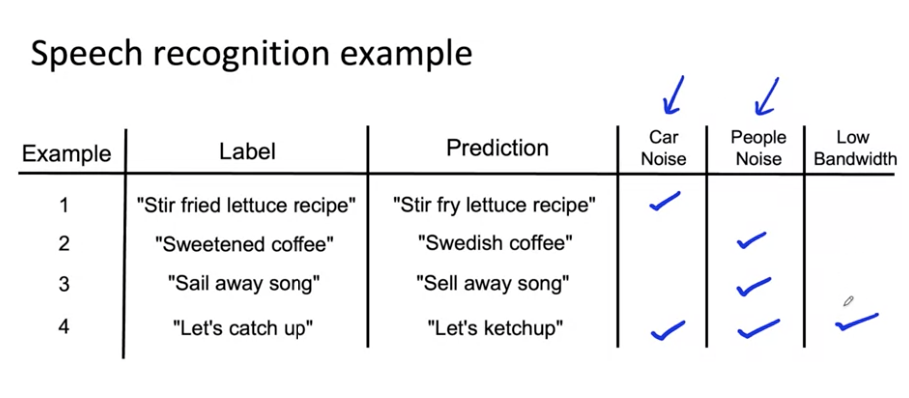 Speech recognition example
Example Label Prediction Car Noise People Noise Low Bandwidth
1 "Stir fried lettuce recipe" "Stir fry lettuce recipe"
2 "Sweetened coffee" "Swedish coffee"
3 "Sail away song" "Sell away song"
4 "Let's catch up" "Let's ketchup"